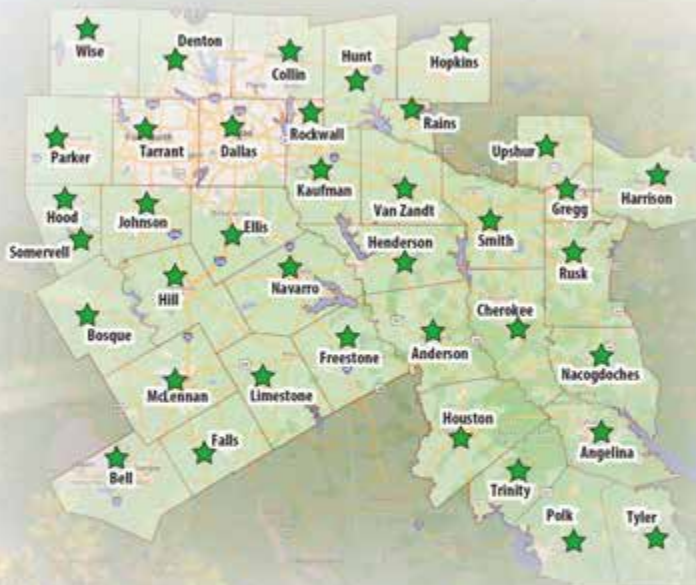 Wise
Denton
Collin
Hunt
Hopkins
Parker
Tarrant
Dallas
Rockwall
Rains
Upshur
Kaufman
Van Zandt
Gregg
Harrison
Hood
Johnson
Somervell
Ellis
Henderson
Smith
Rusk
Hill
Navarro
Cherokee
Bosque
Freestone
Anderson
Nacogdoches
McLennan
Limestone
Houston
Angelina
Bell
Falls
Trinity
Polk
Tyler